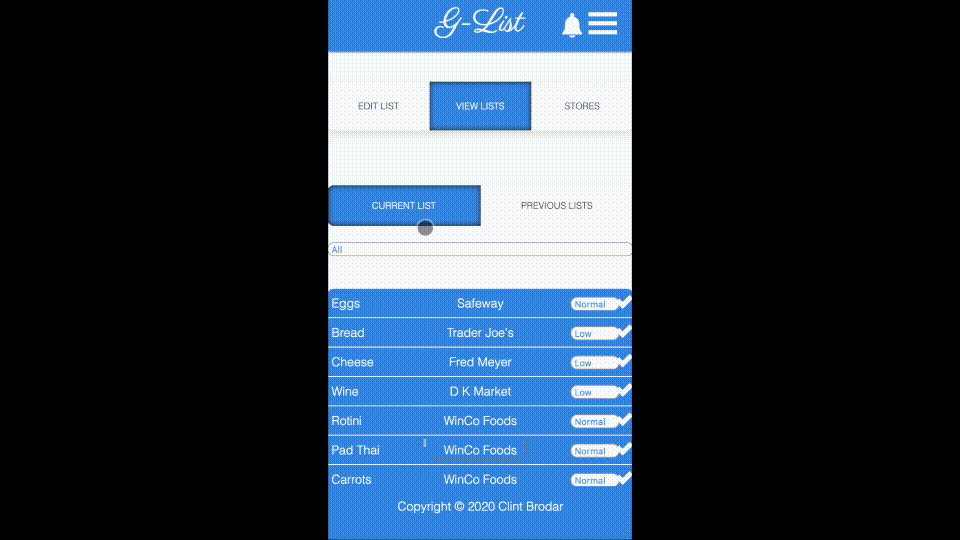 G-List
EDIT LIST VIEW LISTS STORES
CURRENT LIST PREVIOUS LISTS
All
Eggs Safeway Normal
Bread Trader Joe's Low
Cheese Fred Meyer Low
Wine D K Market Low
Rotini WinCo Foods Normal
Pad Thai WinCo Foods Normal
Carrots WinCo Foods Normal
Copyright © 2020 Clint Brodar